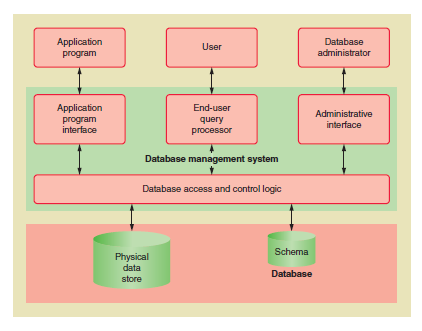 Application
program
User
Database
administrator
Application
program
interface
End-user
query
processor
Administrative
interface
Database management system
Database access and control logic
Physical
data
store
Schema
Database